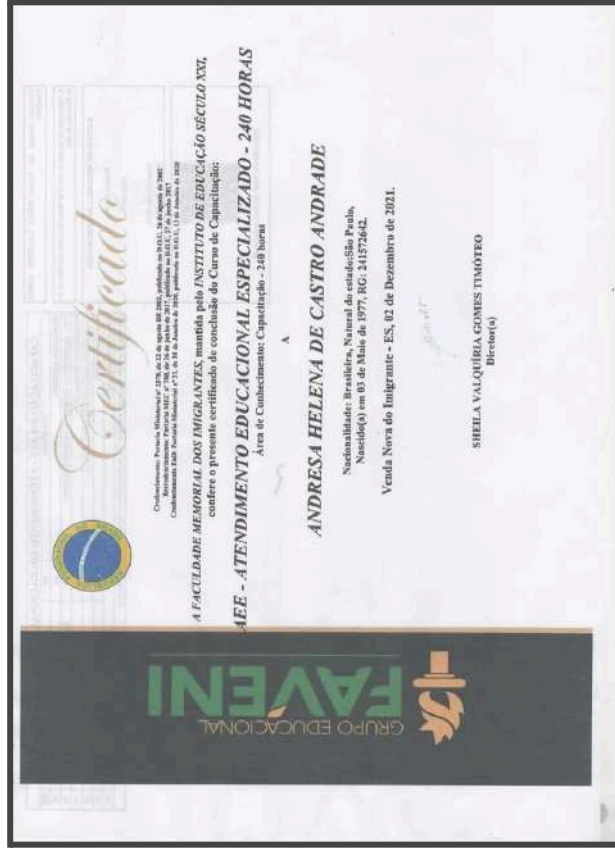 Certificado
A FACULDADE MEMORIAL DOS IMIGRANTES, mantida pelo INSTITUTO DE EDUCAÇÃO SÉCULO XXI,
confere o presente certificado de conclusão do Curso de Capacitação:
AEE - ATENDIMENTO EDUCACIONAL ESPECIALIZADO - 240 HORAS
Área de Conhecimento: Capacitação - 240 horas
A
ANDRESA HELENA DE CASTRO ANDRADE
Nacionalidade: Brasileira, Natural do estado:São Paulo,
Nascido(a) em 03 de Maio de 1977, RG: 241572642.
Venda Nova do Imigrante - ES, 02 de Dezembro de 2021.
SHEILA VALQUÍRIA GOMES TIMÓTEO
Diretor(a)
GRUPO EDUCACIONAL
FAVENI